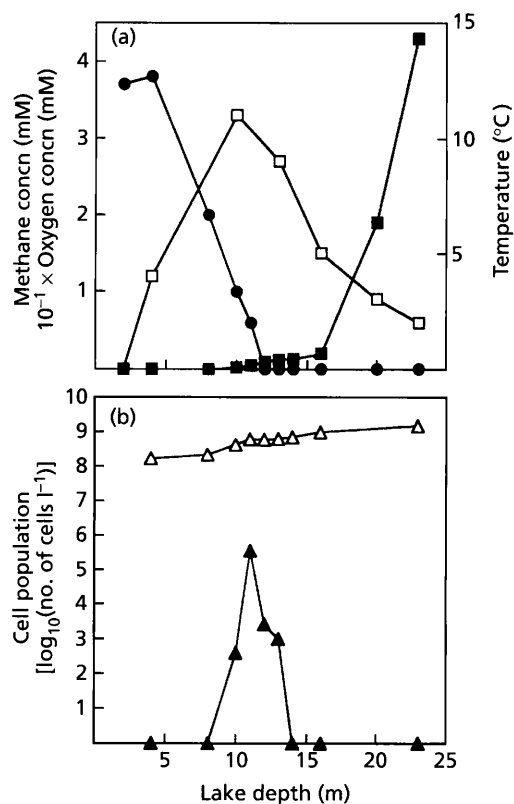 (a)
Methane concn (mM)
10⁻¹ × Oxygen concn (mM)
4
3
2
1
15
10
5
Temperature (°C)
(b)
Cell population
[log₁₀(no. of cells l⁻¹)]
10
9
8
7
6
5
4
3
2
1
5
10
15
20
25
Lake depth (m)